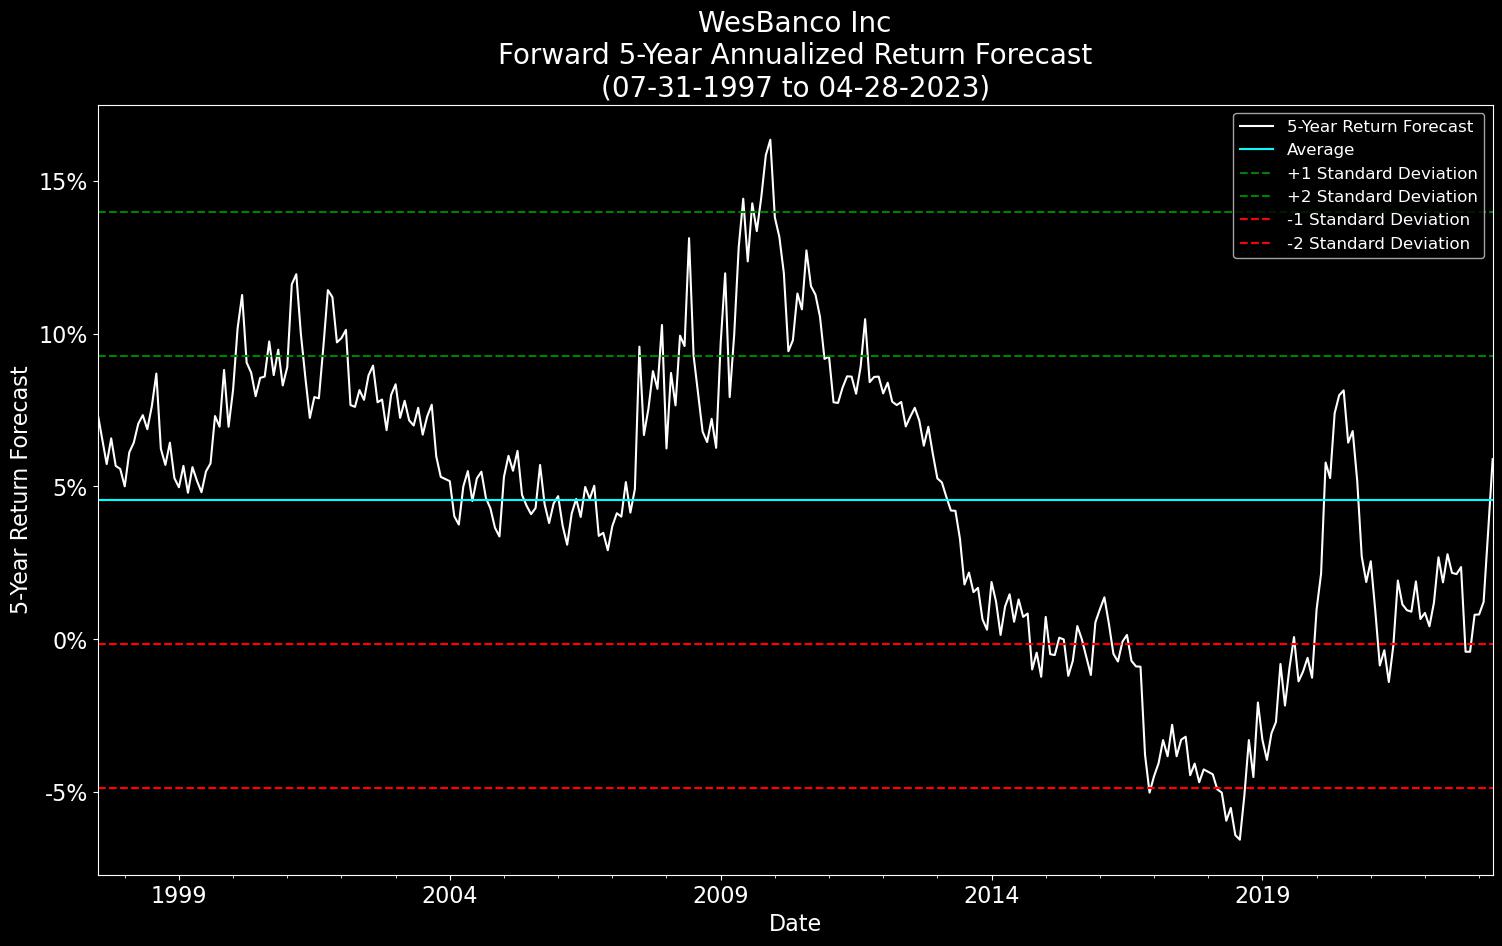 WesBanco Inc
Forward 5-Year Annualized Return Forecast
(07-31-1997 to 04-28-2023)
5-Year Return Forecast
Average
+1 Standard Deviation
+2 Standard Deviation
-1 Standard Deviation
-2 Standard Deviation
5-Year Return Forecast
15%
10%
5%
0%
-5%
1999
2004
2009
2014
2019
Date